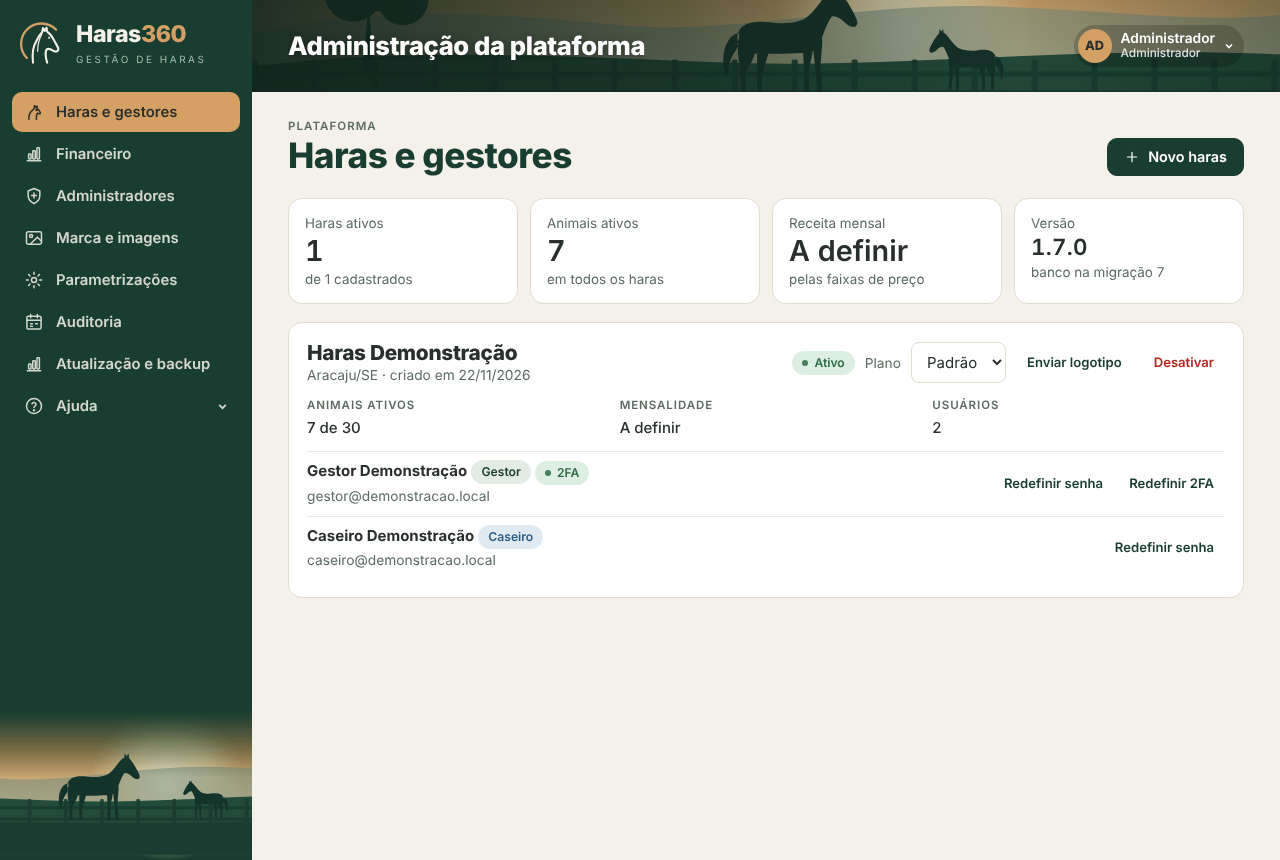 Haras360
GESTÃO DE HARAS
Haras e gestores
Financeiro
Administradores
Marca e imagens
Parametrizações
Auditoria
Atualização e backup
Ajuda
Administração da plataforma
AD
Administrador
Administrador
PLATAFORMA
Haras e gestores
Novo haras
Haras ativos
1
de 1 cadastrados
Animais ativos
7
em todos os haras
Receita mensal
A definir
pelas faixas de preço
Versão
1.7.0
banco na migração 7
Haras Demonstração
Aracaju/SE · criado em 22/11/2026
Ativo
Plano
Padrão
Enviar logotipo
Desativar
ANIMAIS ATIVOS
7 de 30
MENSALIDADE
A definir
USUÁRIOS
2
Gestor Demonstração Gestor 2FA
gestor@demonstracao.local
Redefinir senha
Redefinir 2FA
Caseiro Demonstração Caseiro
caseiro@demonstracao.local
Redefinir senha